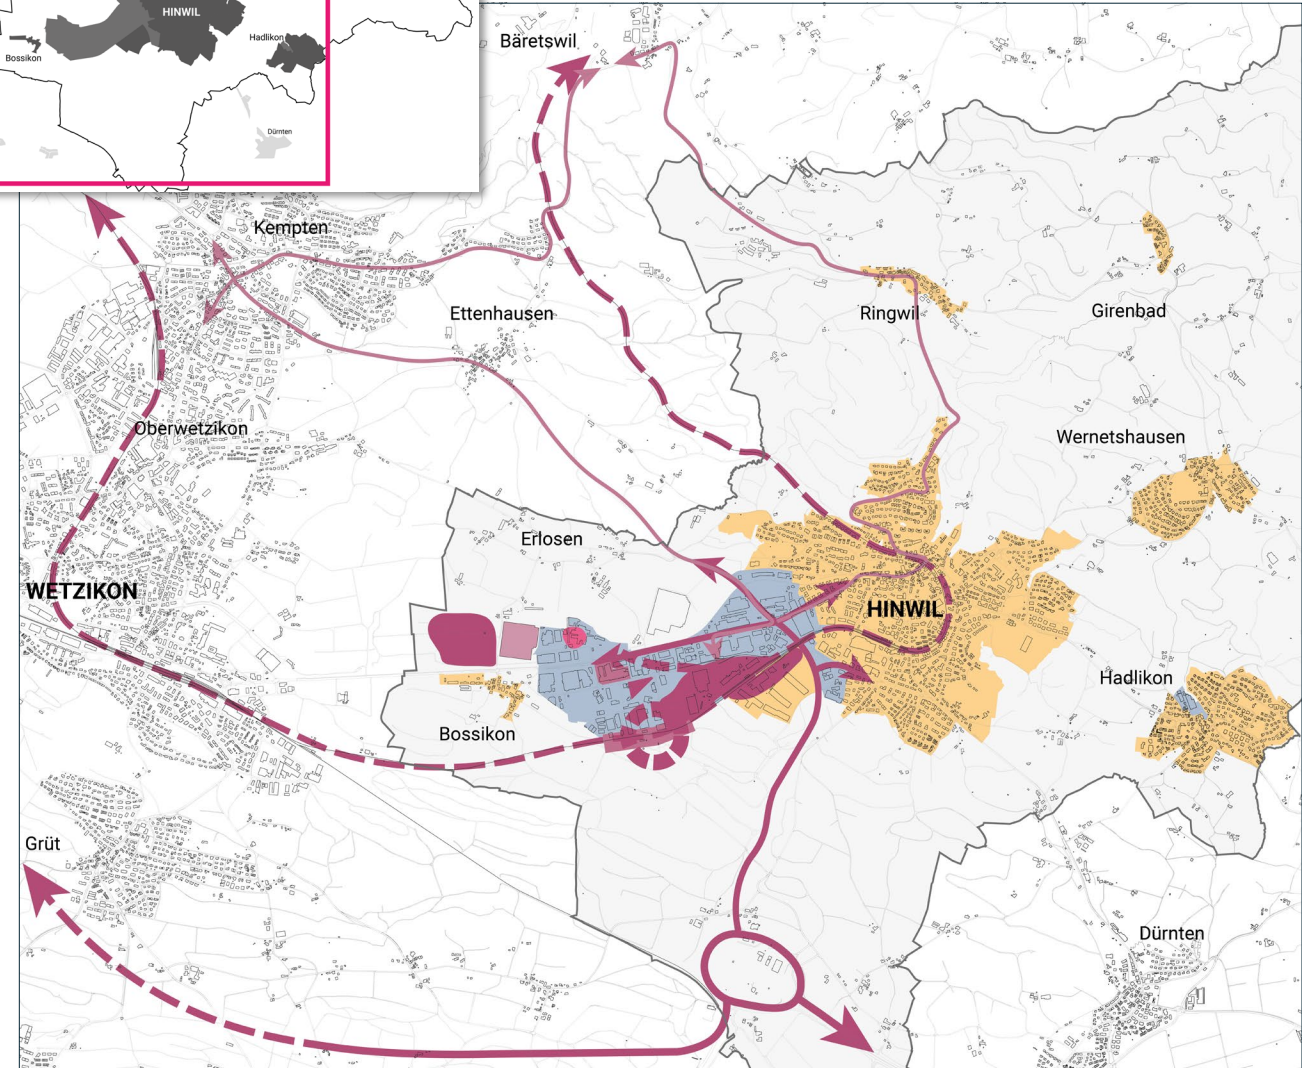 HINWIL
Hadlikon
Bossikon
Dürnten
Bäretswil
Kempten
Ettenhausen
Ringwil
Girenbad
Oberwetzikon
Wernetshausen
Erlosen
WETZIKON
HINWIL
Hadlikon
Bossikon
Grüt
Dürnten